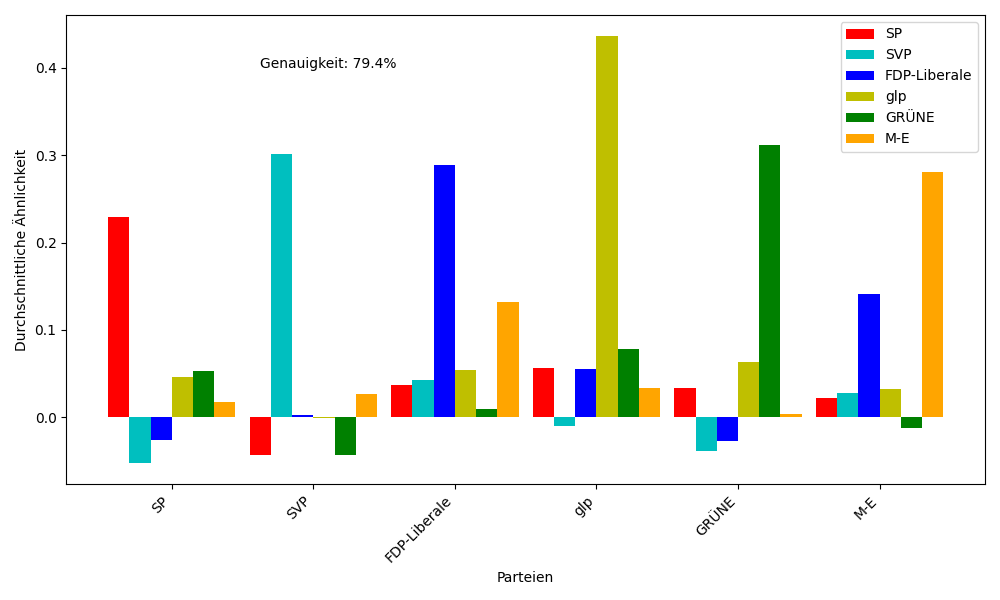 Genauigkeit: 79.4%
SP
SVP
FDP-Liberale
glp
GRÜNE
M-E
Durchschnittliche Ähnlichkeit
0.4
0.3
0.2
0.1
0.0
SP
SVP
FDP-Liberale
glp
GRÜNE
M-E
Parteien